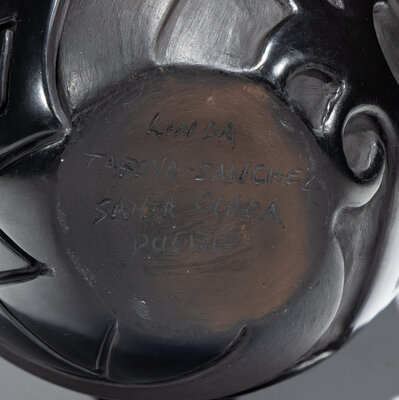 LINDA
TAFOYA-SANCHEZ
SANTA CLARA
PUEBLO